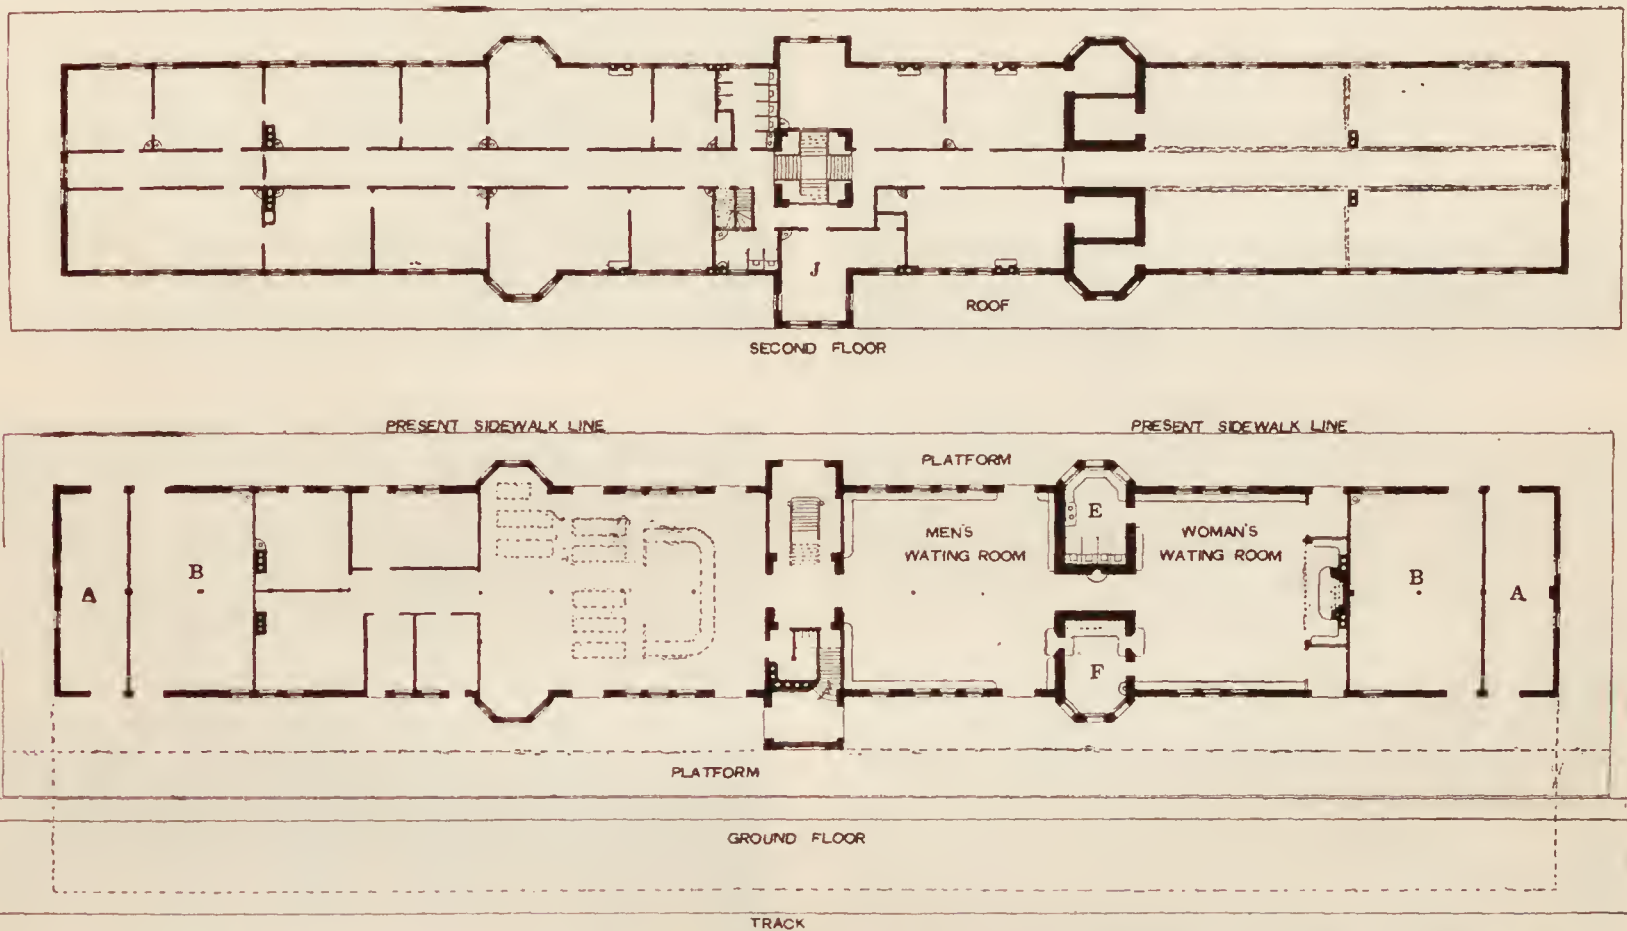 J
ROOF
SECOND FLOOR
PRESENT SIDEWALK LINE
PRESENT SIDEWALK LINE
PLATFORM
E
MEN'S
WATING ROOM
WOMAN'S
WATING ROOM
A
B
B
A
F
PLATFORM
GROUND FLOOR
TRACK